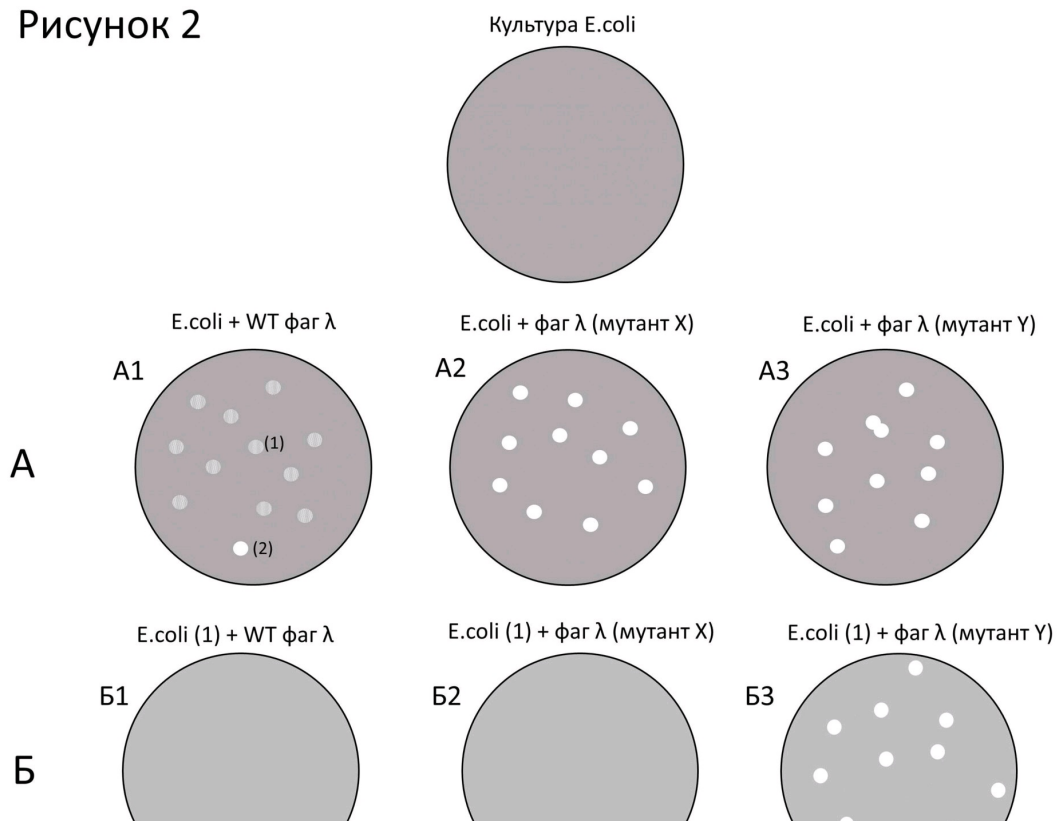 Рисунок 2
Культура E.coli
E.coli + WT фаг λ
E.coli + фаг λ (мутант X)
E.coli + фаг λ (мутант Y)
А1
А2
А3
(1)
А
(2)
E.coli (1) + WT фаг λ
E.coli (1) + фаг λ (мутант X)
E.coli (1) + фаг λ (мутант Y)
Б1
Б2
Б3
Б